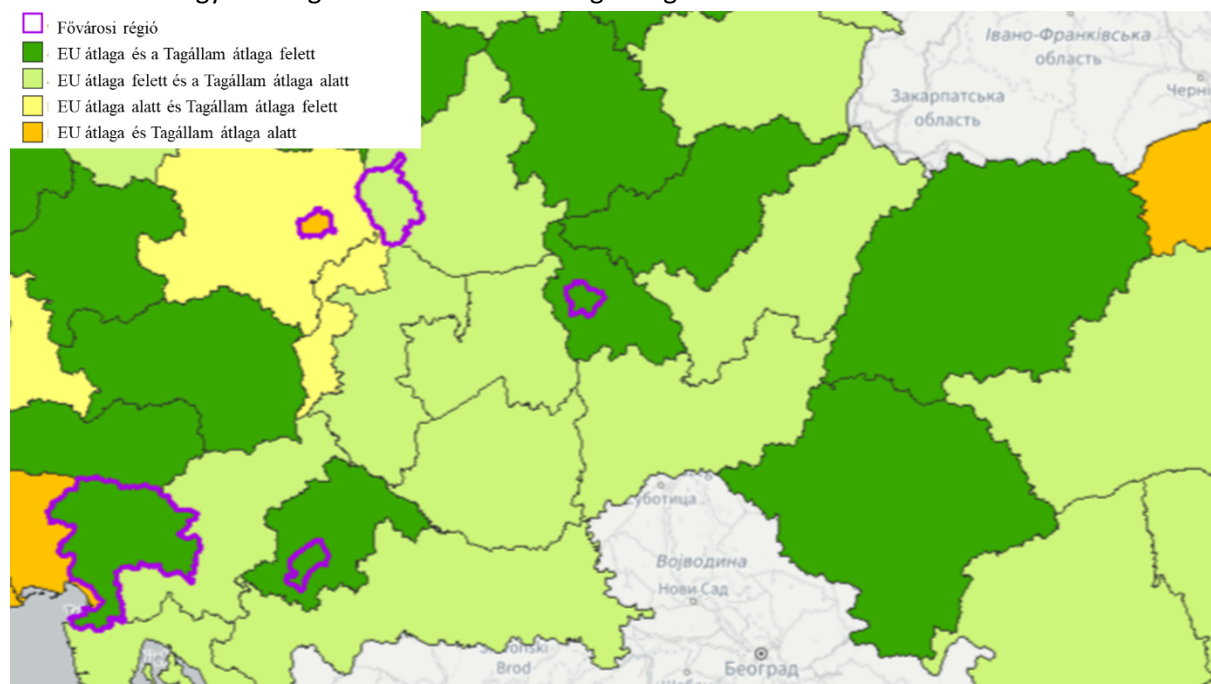 Fővárosi régió
EU átlaga és a Tagállam átlaga felett
EU átlaga felett és a Tagállam átlaga alatt
EU átlaga alatt és Tagállam átlaga felett
EU átlaga és Tagállam átlaga alatt
Івано-Франківська
область
Закарпатська
область
Черні
Суботица
Војводина
Нови Сад
Brod
Београд